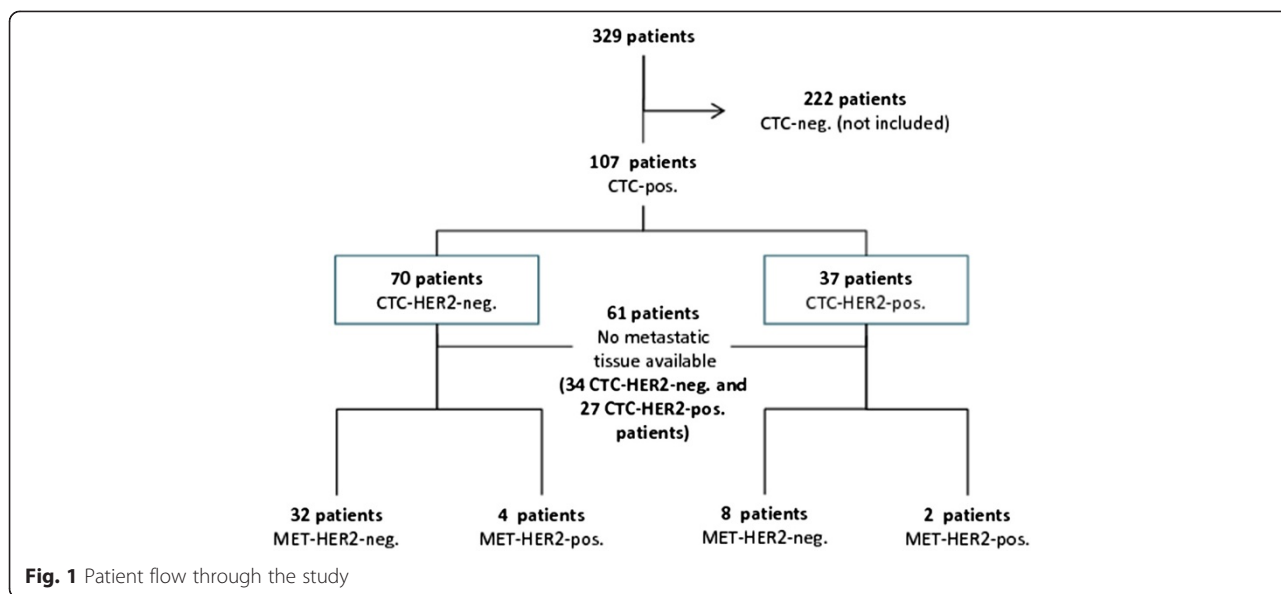 329 patients
222 patients
CTC-neg. (not included)
107 patients
CTC-pos.
70 patients
CTC-HER2-neg.
37 patients
CTC-HER2-pos.
61 patients
No metastatic
tissue available
(34 CTC-HER2-neg. and
27 CTC-HER2-pos.
patients)
32 patients
MET-HER2-neg.
4 patients
MET-HER2-pos.
8 patients
MET-HER2-neg.
2 patients
MET-HER2-pos.
Fig. 1 Patient flow through the study